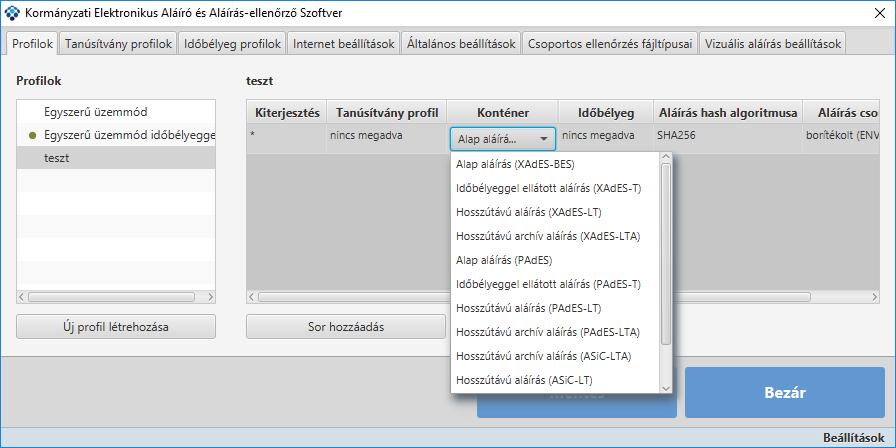 Kormányzati Elektronikus Aláíró és Aláírás-ellenőrző Szoftver
Profilok
Tanúsítvány profilok
Időbélyeg profilok
Internet beállítások
Általános beállítások
Csoportos ellenőrzés fájltípusai
Vizuális aláírás beállítások
Profilok
Egyszerű üzemmód
Egyszerű üzemmód időbélyegge
teszt
Új profil létrehozása
teszt
Kiterjesztés
Tanúsítvány profil
Konténer
Időbélyeg
Aláírás hash algoritmusa
Aláírás cso
*
nincs megadva
Alap aláírá...
nincs megadva
SHA256
borítékolt (ENV
Alap aláírás (XAdES-BES)
Időbélyeggel ellátott aláírás (XAdES-T)
Hosszútávú aláírás (XAdES-LT)
Hosszútávú archív aláírás (XAdES-LTA)
Alap aláírás (PAdES)
Időbélyeggel ellátott aláírás (PAdES-T)
Hosszútávú aláírás (PAdES-LT)
Hosszútávú archív aláírás (PAdES-LTA)
Hosszútávú archív aláírás (ASiC-LTA)
Hosszútávú aláírás (ASiC-LT)
Sor hozzáadás
Bezár
Beállítások